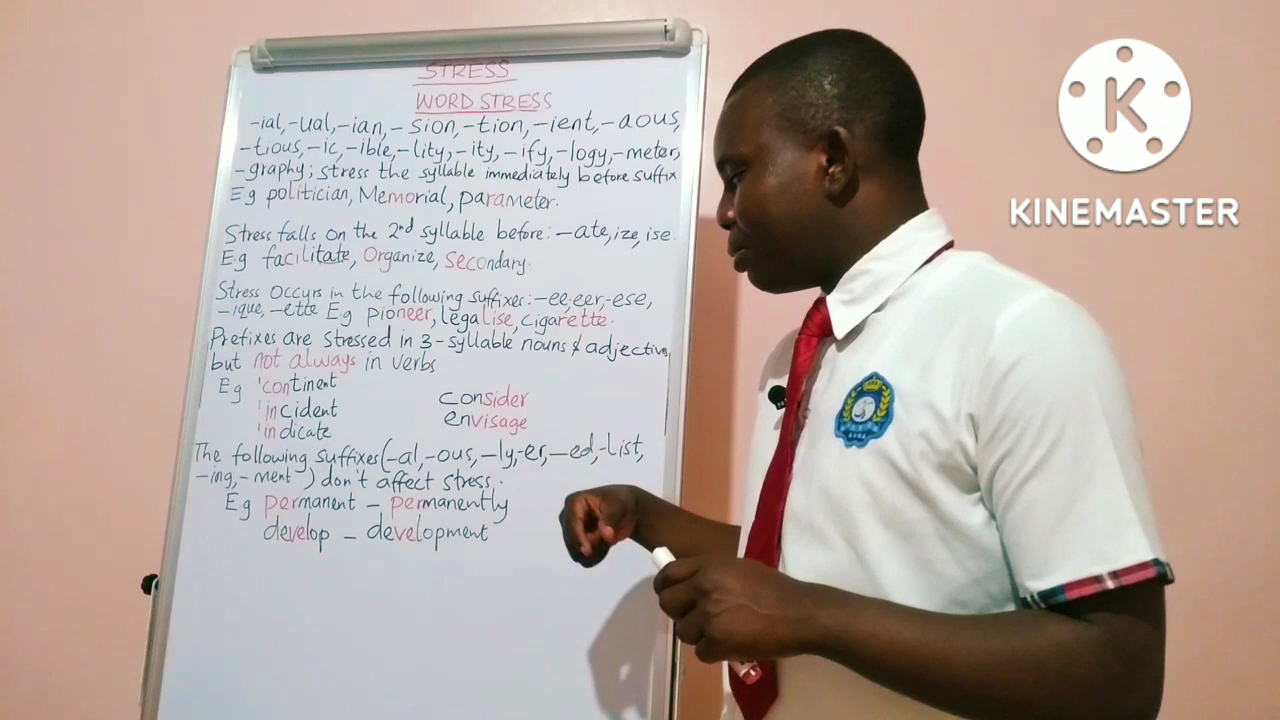 STRESS
WORD STRESS
-ial, -ual, -ian, -sion, -tion, -ient, -aous,
-tious, -ic, -ible, -lity, -ity, -ify, -logy, -meter,
-graphy; stress the syllable immediately before suffix
Eg politician, Memorial, parameter.
Stress falls on the 2nd syllable before: -ate, ize, ise.
Eg facilitate, Organize, secondary.
Stress occurs in the following suffixes:-ee,-eer,-ese,
-ique, -ette Eg pioneer, legalise, cigarette.
Prefixes are stressed in 3-syllable nouns & adjective,
but not always in verbs
Eg 'continent
consider
'incident
envisage
'indicate
The following suffixes (-al, -ous, -ly,-er,-ed,-list,
-ing, -ment) don't affect stress.
Eg permanent - permanently
develop - development
K
KINEMASTER